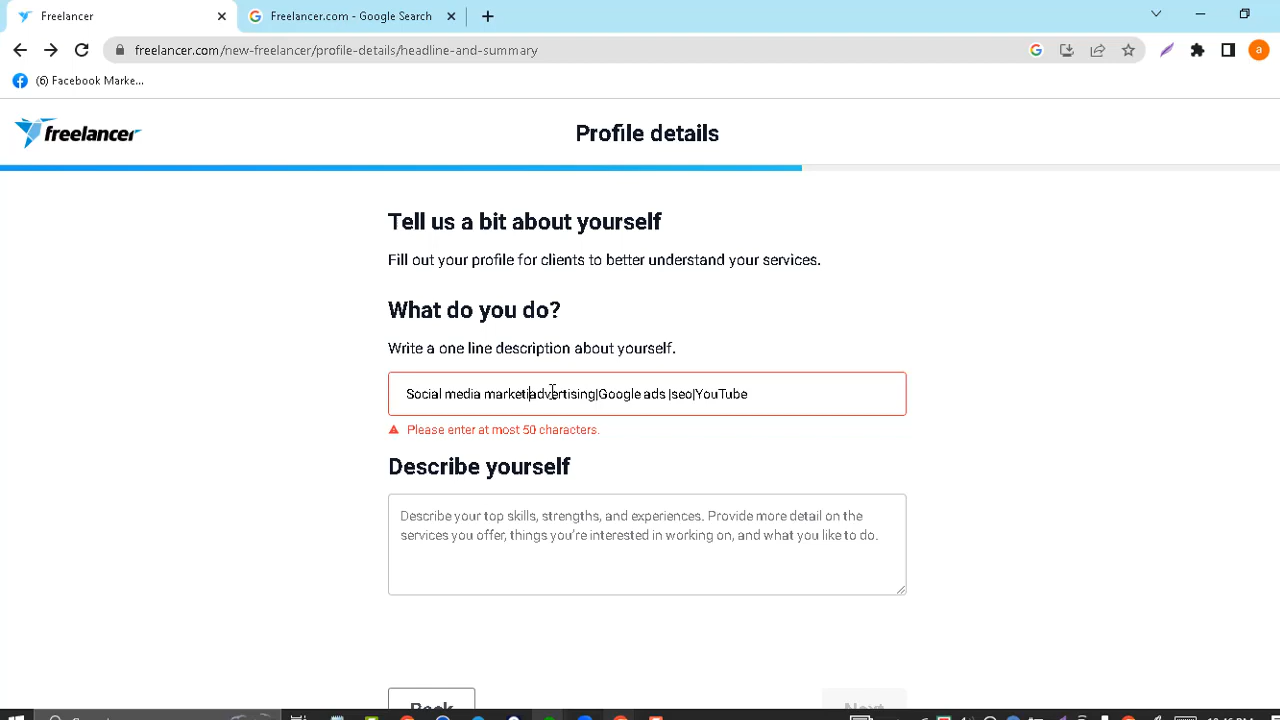 Freelancer
Freelancer.com - Google Search
freelancer.com/new-freelancer/profile-details/headline-and-summary
a
(6) Facebook Marke...
freelancer
Profile details
Tell us a bit about yourself
Fill out your profile for clients to better understand your services.
What do you do?
Write a one line description about yourself.
Social media marketiadvertising|Google ads |seo|YouTube
Please enter at most 50 characters.
Describe yourself
Describe your top skills, strengths, and experiences. Provide more detail on the
services you offer, things you're interested in working on, and what you like to do.
Back
Next